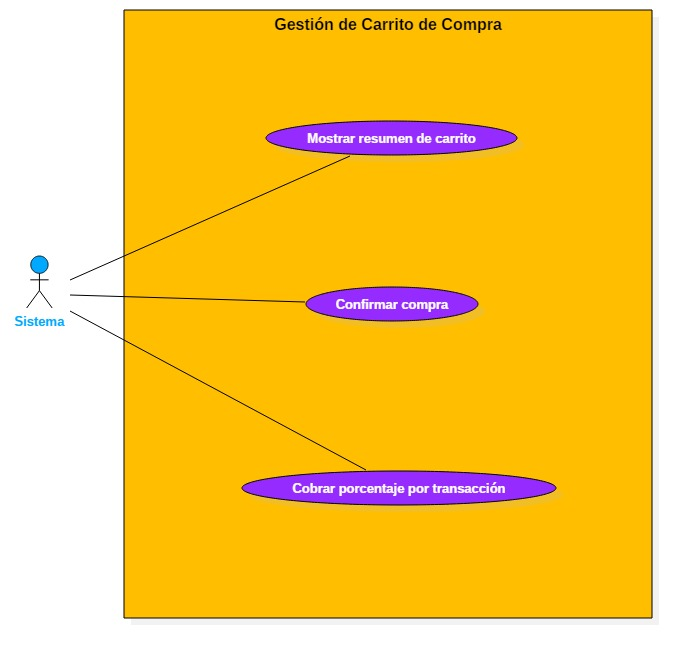 Gestión de Carrito de Compra
Mostrar resumen de carrito
Confirmar compra
Sistema
Cobrar porcentaje por transacción